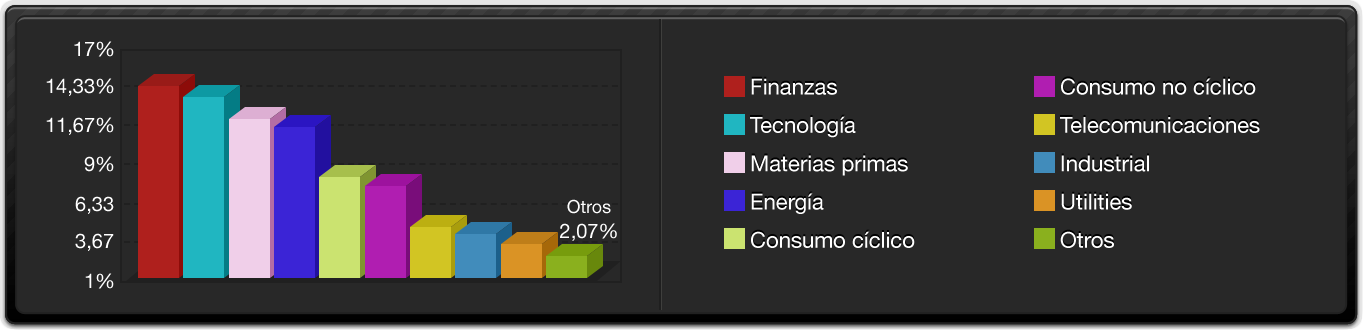 17%
14,33%
11,67%
9%
6,33
3,67
1%
Otros
2,07%
Finanzas
Tecnología
Materias primas
Energía
Consumo cíclico
Consumo no cíclico
Telecomunicaciones
Industrial
Utilities
Otros